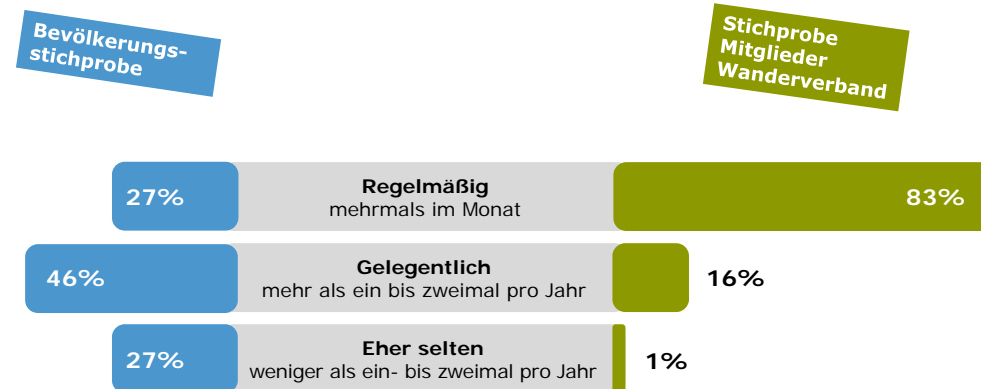 Bevölkerungs-
stichprobe
Stichprobe
Mitglieder
Wanderverband
27%
Regelmäßig
mehrmals im Monat
83%
46%
Gelegentlich
mehr als ein bis zweimal pro Jahr
16%
27%
Eher selten
weniger als ein- bis zweimal pro Jahr
1%